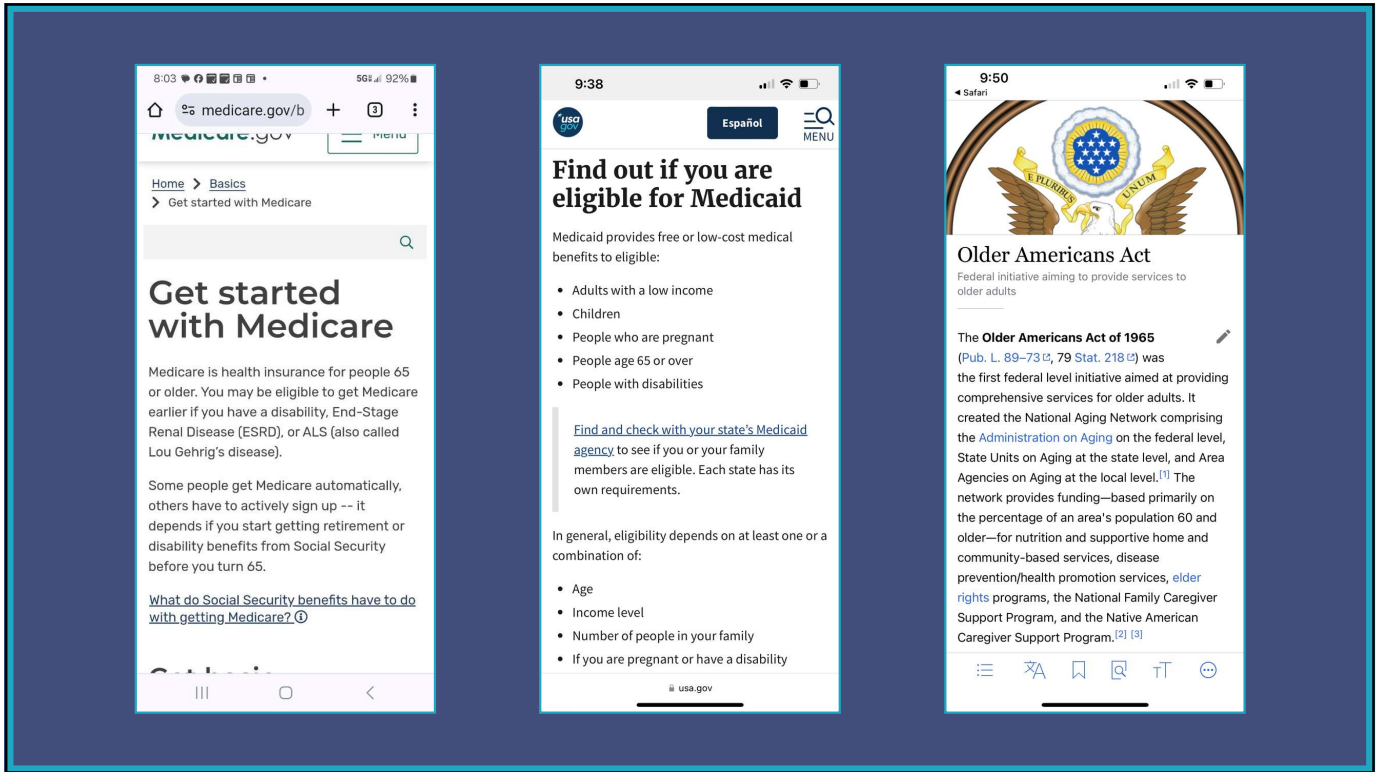 8:03
5G 92%
medicare.gov/b
3
Medicare.gov
Menu
Home
Basics
Get started with Medicare
Get started
with Medicare
Medicare is health insurance for people 65
or older. You may be eligible to get Medicare
earlier if you have a disability, End-Stage
Renal Disease (ESRD), or ALS (also called
Lou Gehrig's disease).
Some people get Medicare automatically,
others have to actively sign up -- it
depends if you start getting retirement or
disability benefits from Social Security
before you turn 65.
What do Social Security benefits have to do
with getting Medicare?
9:38
usa
gov
Español
MENU
Find out if you are
eligible for Medicaid
Medicaid provides free or low-cost medical
benefits to eligible:
• Adults with a low income
• Children
• People who are pregnant
• People age 65 or over
• People with disabilities
Find and check with your state's Medicaid
agency to see if you or your family
members are eligible. Each state has its
own requirements.
In general, eligibility depends on at least one or a
combination of:
• Age
• Income level
• Number of people in your family
• If you are pregnant or have a disability
usa.gov
9:50
Safari
E PLURIBUS UNUM
Older Americans Act
Federal initiative aiming to provide services to
older adults
The Older Americans Act of 1965
(Pub. L. 89–73, 79 Stat. 218) was
the first federal level initiative aimed at providing
comprehensive services for older adults. It
created the National Aging Network comprising
the Administration on Aging on the federal level,
State Units on Aging at the state level, and Area
Agencies on Aging at the local level.[1] The
network provides funding—based primarily on
the percentage of an area's population 60 and
older—for nutrition and supportive home and
community-based services, disease
prevention/health promotion services, elder
rights programs, the National Family Caregiver
Support Program, and the Native American
Caregiver Support Program.[2] [3]